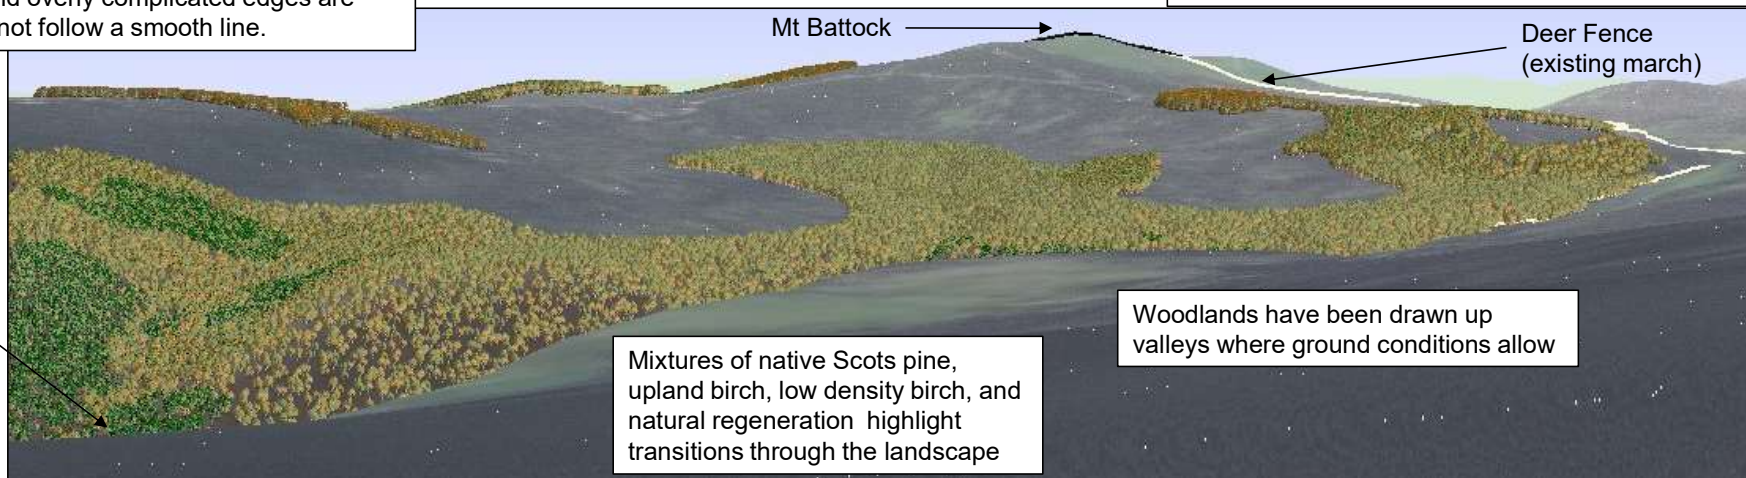 overly complicated edges are
not follow a smooth line.
Mt Battock
Deer Fence
(existing march)
Woodlands have been drawn up
valleys where ground conditions allow
Mixtures of native Scots pine,
upland birch, low density birch, and
natural regeneration highlight
transitions through the landscape